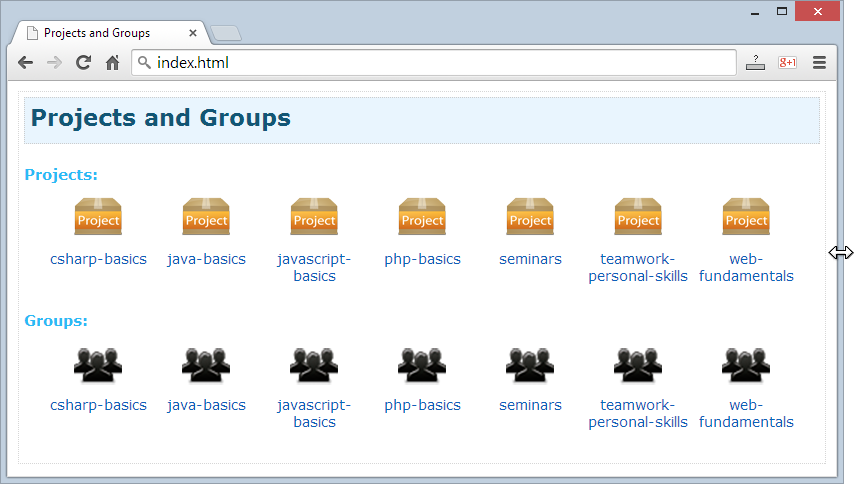 Projects and Groups
index.html
?
g+1
Projects and Groups
Projects:
Project Project Project Project Project Project Project
csharp-basics java-basics javascript- php-basics seminars teamwork- web-
basics personal-skills fundamentals
Groups:
csharp-basics java-basics javascript- php-basics seminars teamwork- web-
basics personal-skills fundamentals